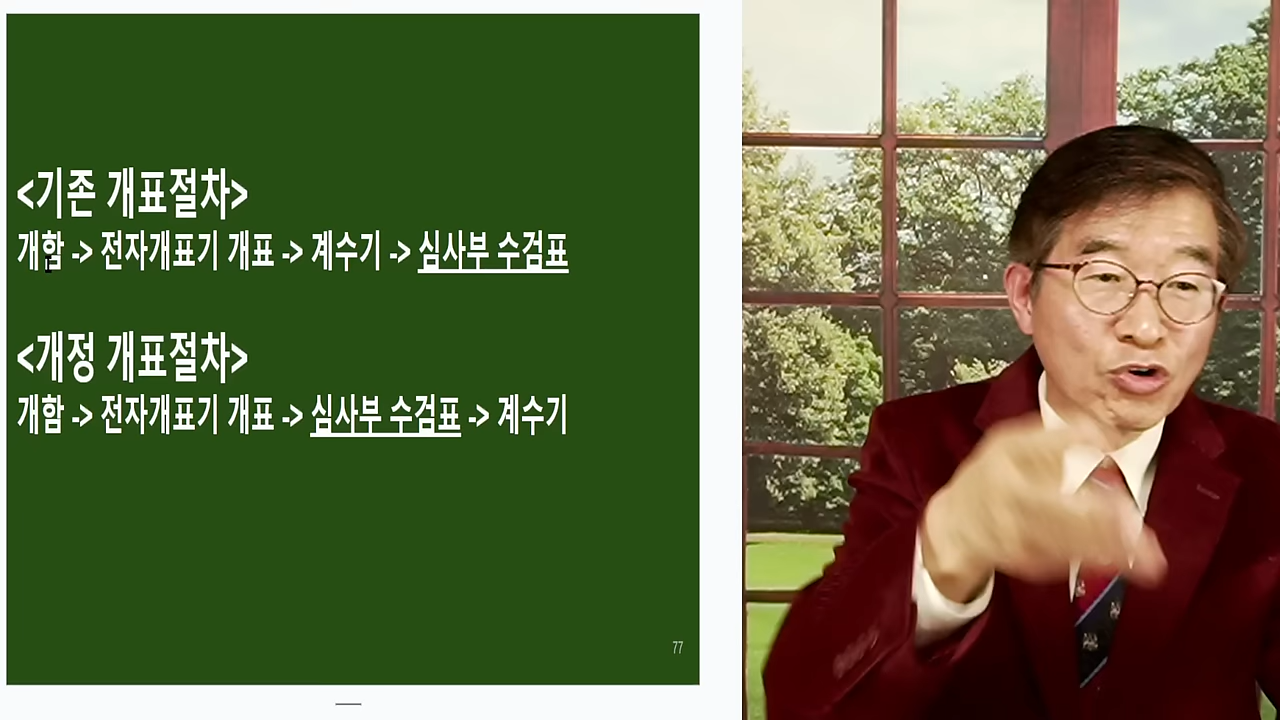 <기존 개표절차>
개함 -> 전자개표기 개표 -> 계수기 -> 심사부 수검표
<개정 개표절차>
개함 -> 전자개표기 개표 -> 심사부 수검표 -> 계수기
77